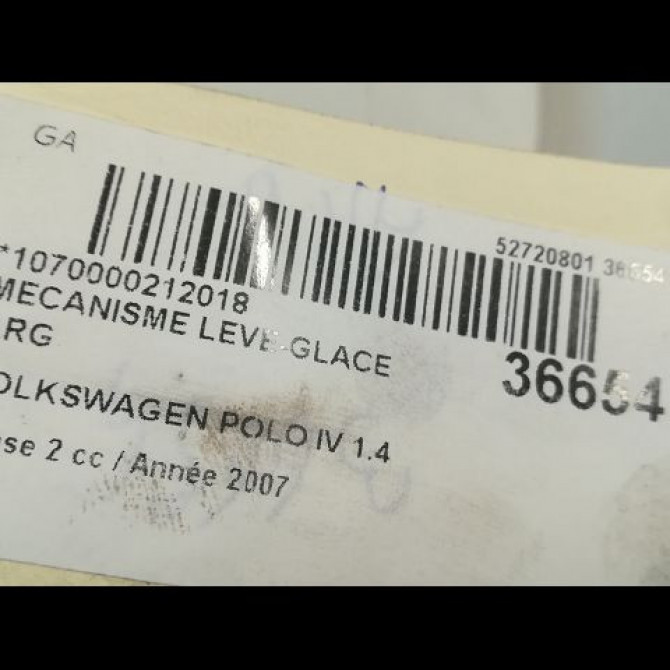 GA
52720801 36654
*1070000212018
MECANISME LEVE-GLACE
RG
36654
OLKSWAGEN POLO IV 1.4
se 2 cc / Année 2007